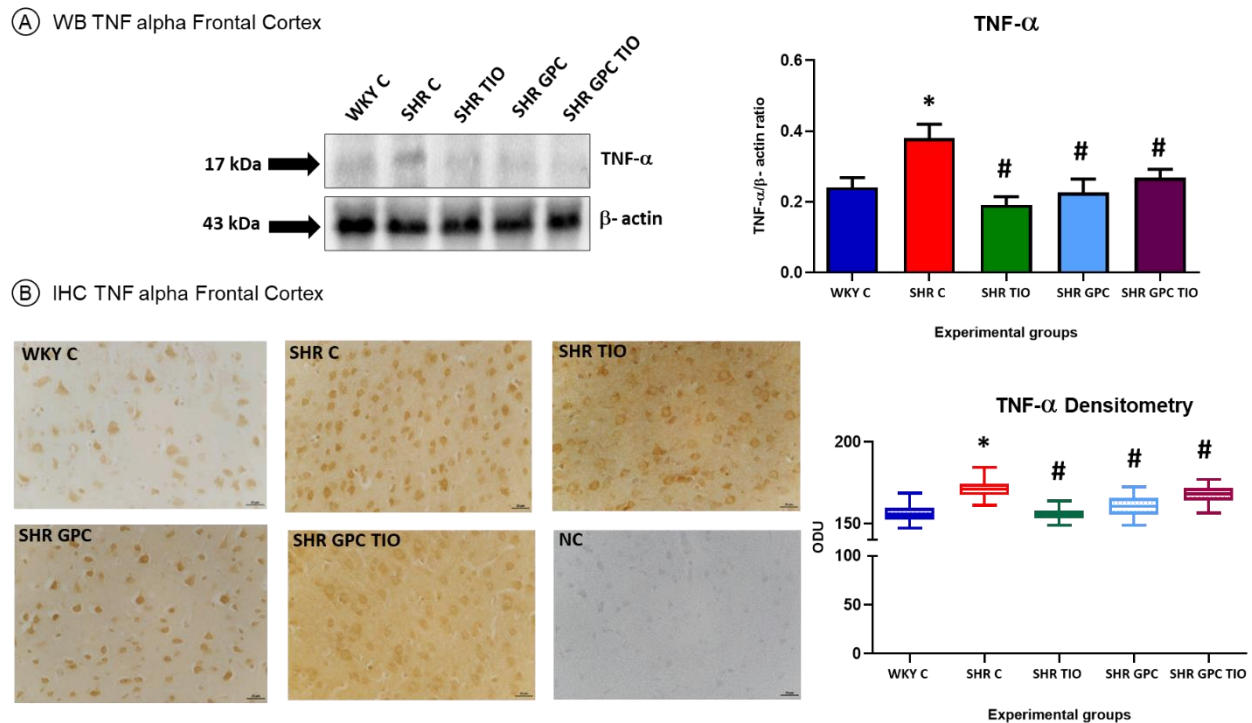 A WB TNF alpha Frontal Cortex
WKY C
SHR C
SHR TIO
SHR GPC
SHR GPC TIO
17 kDa
TNF-α
43 kDa
β- actin
TNF-α
TNF-α/β- actin ratio
0.6
0.4
0.2
0.0
*
#
#
#
WKY C SHR C SHR TIO SHR GPC SHR GPC TIO
Experimental groups
B IHC TNF alpha Frontal Cortex
WKY C
SHR C
SHR TIO
SHR GPC
SHR GPC TIO
NC
TNF-α Densitometry
ODU
200
150
100
50
0
*
#
#
#
WKY C SHR C SHR TIO SHR GPC SHR GPC TIO
Experimental groups